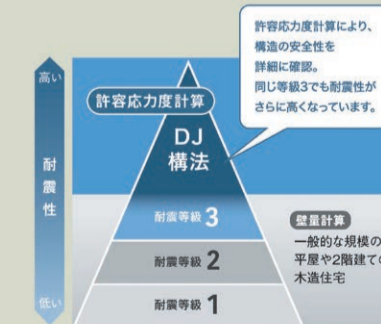 許容応力度計算により、
構造の安全性を
詳細に確認。
同じ等級3でも耐震性が
さらに高くなっています。
高い
耐震性
低い
許容応力度計算
DJ
構法
耐震等級 3
耐震等級 2
耐震等級 1
壁量計算
一般的な規模の
平屋や2階建ての
木造住宅